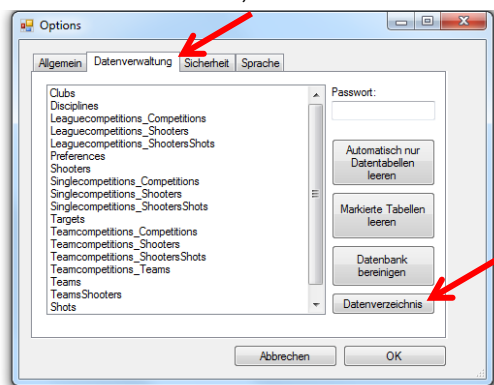 Options
Allgemein Datenverwaltung Sicherheit Sprache
Clubs
Disciplines
Leaguecompetitions_Competitions
Leaguecompetitions_Shooters
Leaguecompetitions_ShootersShots
Preferences
Shooters
Singlecompetitions_Competitions
Singlecompetitions_Shooters
Singlecompetitions_ShootersShots
Targets
Teamcompetitions_Competitions
Teamcompetitions_Shooters
Teamcompetitions_ShootersShots
Teamcompetitions_Teams
Teams
TeamsShooters
Shots
Passwort:
Automatisch nur
Datentabellen
leeren
Markierte Tabellen
leeren
Datenbank
bereinigen
Datenverzeichnis
Abbrechen OK